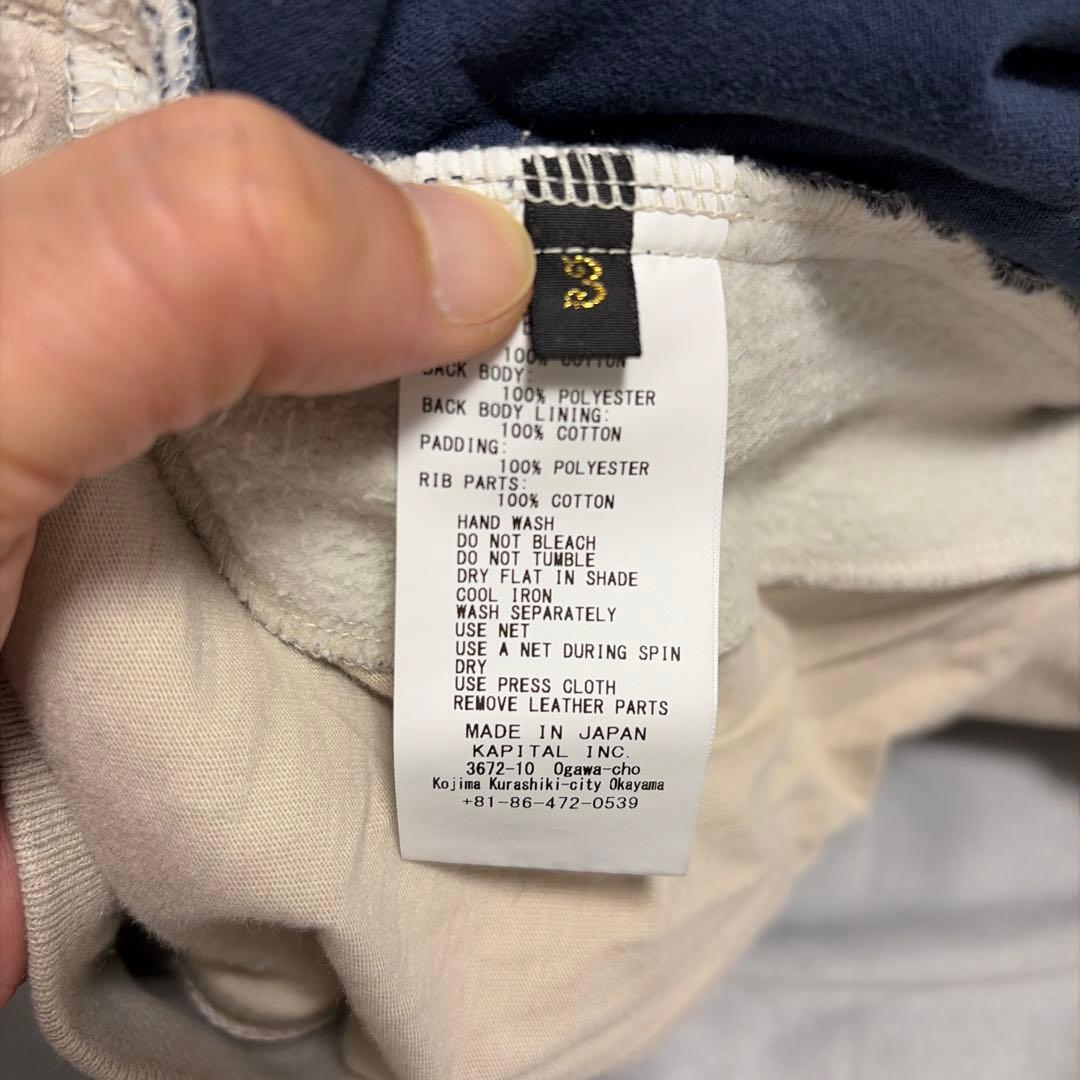 3
100% COTTON
BACK BODY:
100% POLYESTER
BACK BODY LINING:
100% COTTON
PADDING:
100% POLYESTER
RIB PARTS:
100% COTTON
HAND WASH
DO NOT BLEACH
DO NOT TUMBLE
DRY FLAT IN SHADE
COOL IRON
WASH SEPARATELY
USE NET
USE A NET DURING SPIN
DRY
USE PRESS CLOTH
REMOVE LEATHER PARTS
MADE IN JAPAN
KAPITAL INC.
3672-10 Ogawa-cho
Kojima Kurashiki-city Okayama
+81-86-472-0539